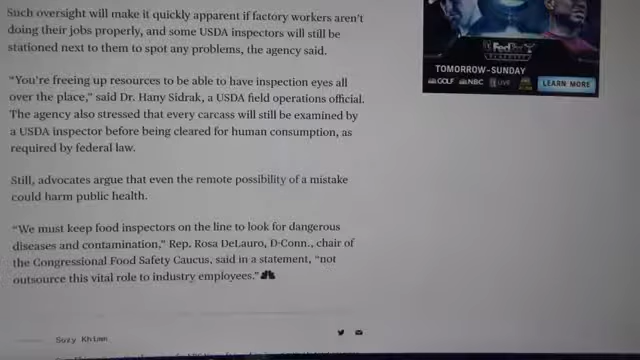 Such oversight will make it quickly apparent if factory workers aren’t
doing their jobs properly, and some USDA inspectors will still be
stationed next to them to spot any problems, the agency said.
“You’re freeing up resources to be able to have inspection eyes all
over the place,” said Dr. Hany Sidrak, a USDA field operations official.
The agency also stressed that every carcass will still be examined by
a USDA inspector before being cleared for human consumption, as
required by federal law.
Still, advocates argue that even the remote possibility of a mistake
could harm public health.
“We must keep food inspectors on the line to look for dangerous
diseases and contamination,” Rep. Rosa DeLauro, D-Conn., chair of
the Congressional Food Safety Caucus, said in a statement, “not
outsource this vital role to industry employees.”
Suzy Khimm
FedEx
TOMORROW-SUNDAY
GOLF NBC LIVE
LEARN MORE